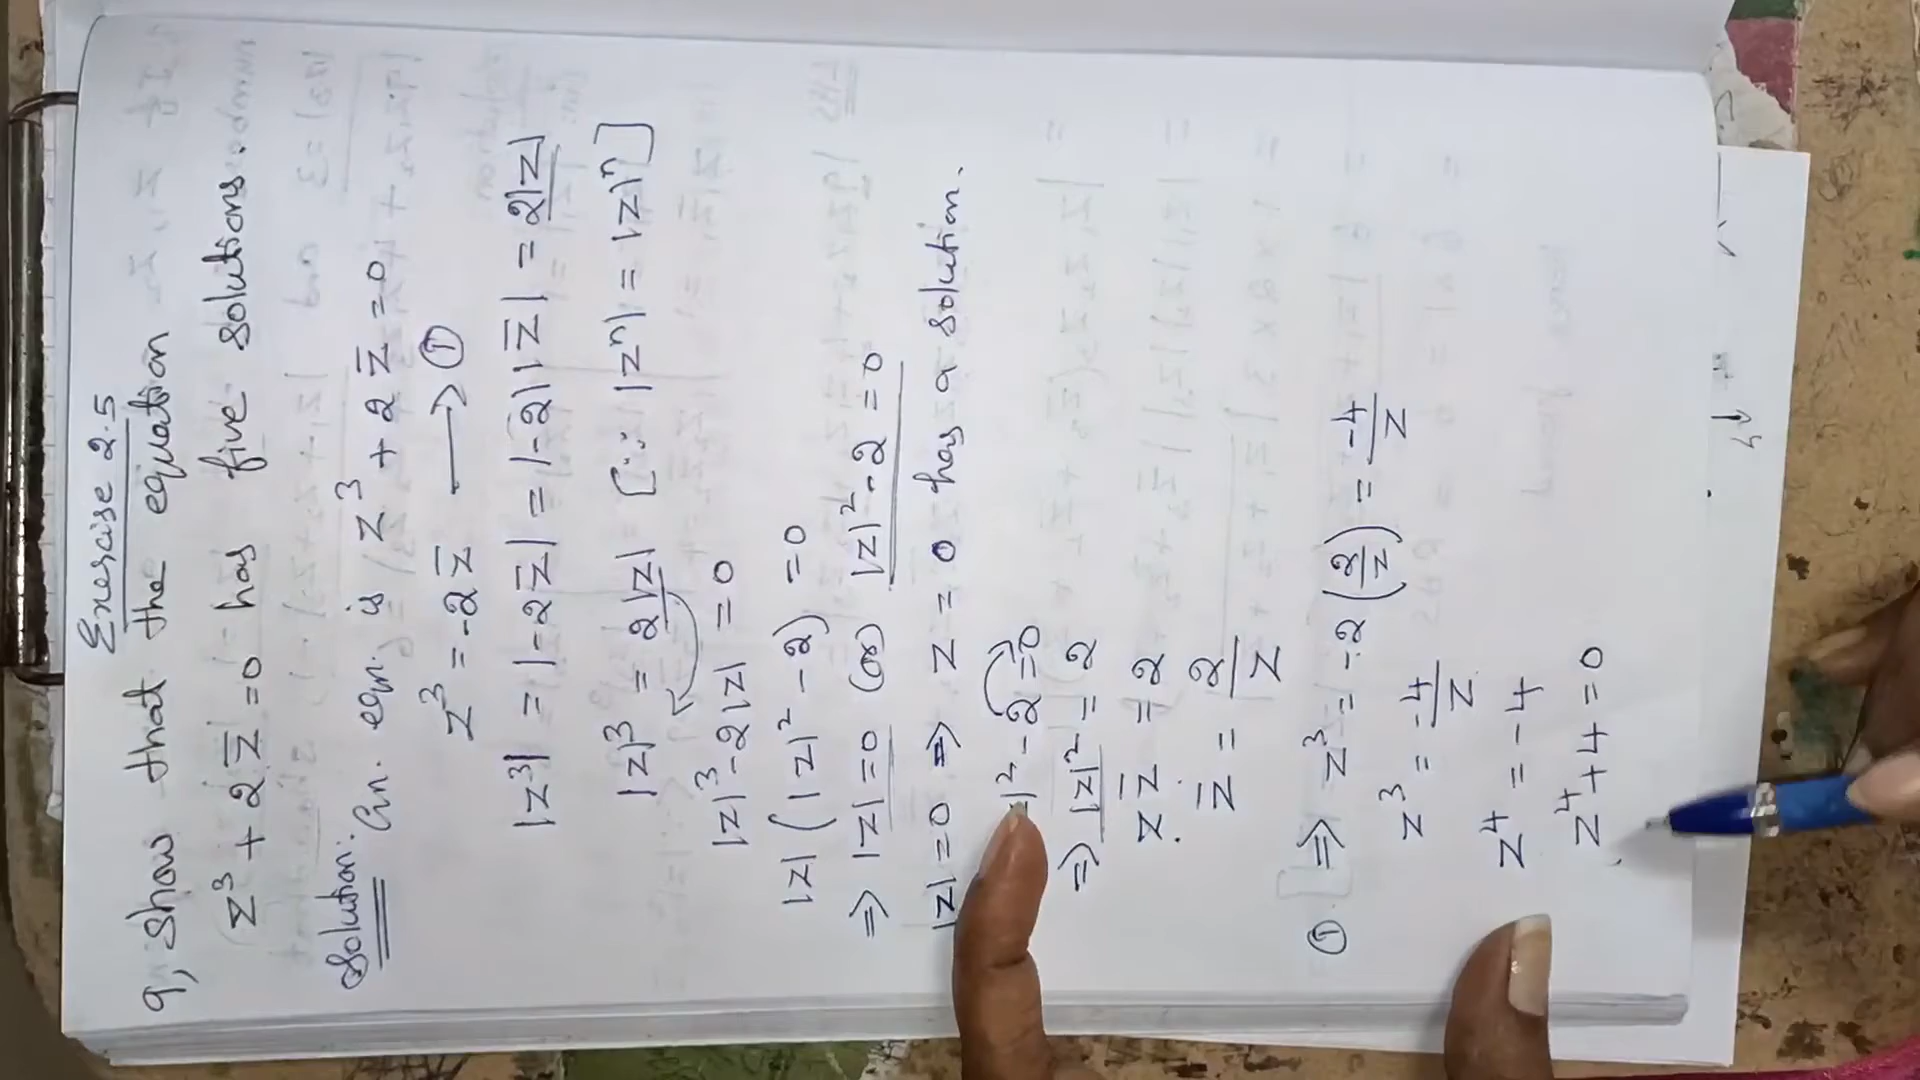 Exercise 2.5
9, Show that the equation
z³ + 2z̅ = 0 has five solutions.
Solution:
Gn. eqn. is z³ + 2z̅ = 0
z³ = -2z̅ → ①
|z³| = |-2z̅| = |-2||z̅| = 2|z|
|z|³ = 2|z| [∵ |zⁿ| = |z|ⁿ]
|z|³ - 2|z| = 0
|z|(|z|² - 2) = 0
⇒ |z| = 0 (or) |z|² - 2 = 0
|z| = 0 ⇒ z = 0 has a solution.
|² - 2 = 0
⇒ |z|² = 2
z z̅ = 2
z̅ = 2/z
① ⇒ z³ = -2(2/z) = -4/z
z³ = -4/z
z⁴ = -4
z⁴ + 4 = 0